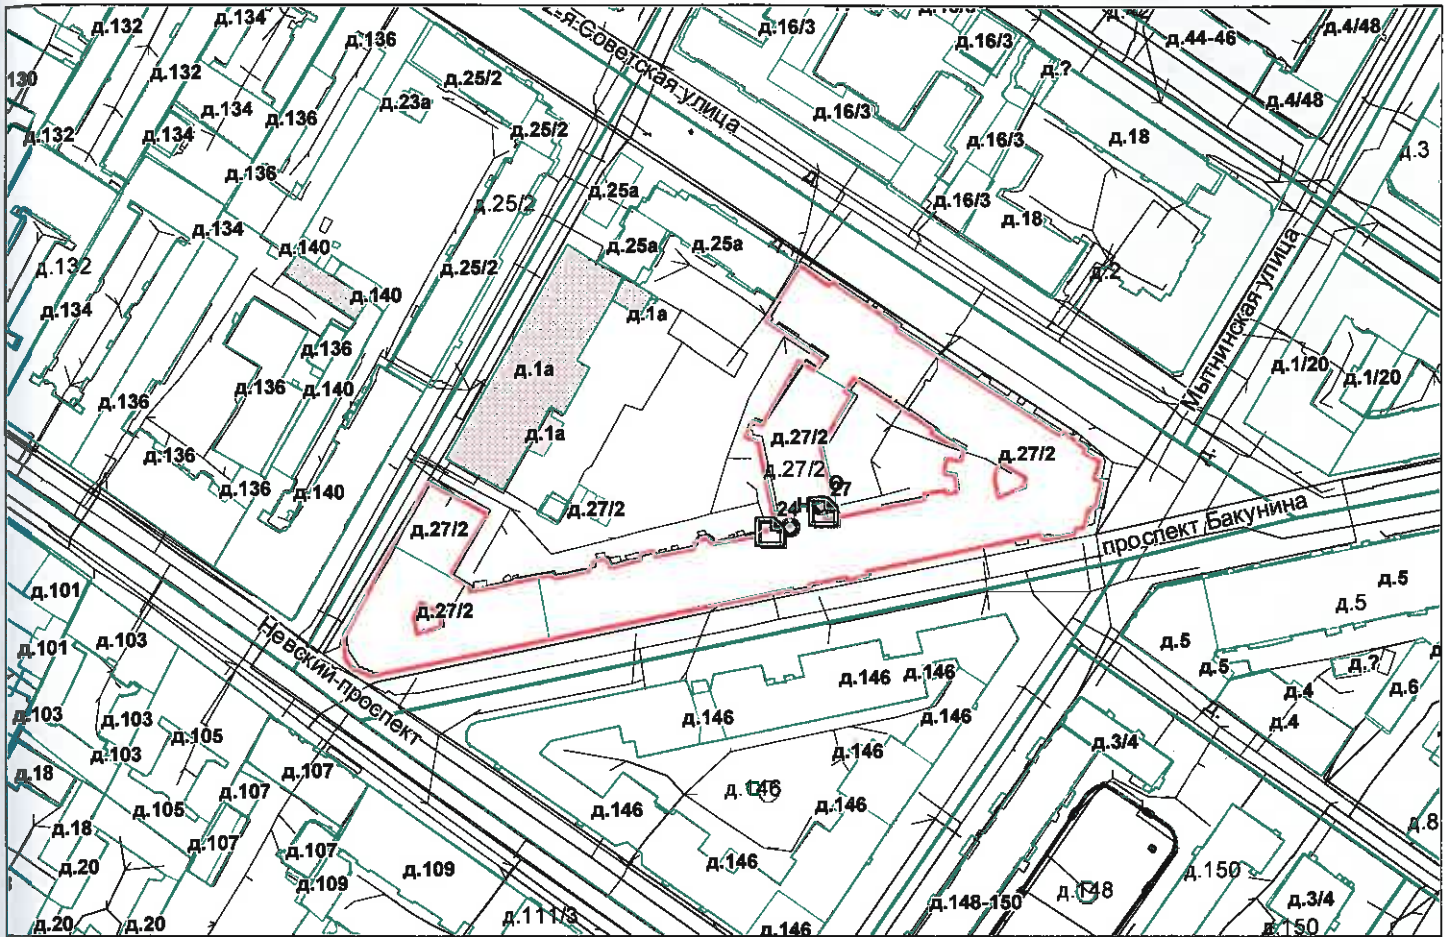 д.132
д.134
2-я Советская улица
д.16/3
д.16/3
д.44-46
д.4/48
д.136
д.132
д.25/2
д.?
130
д.23а
д.134
д.136
д.16/3
д.4/48
д.132
д.134
д.25/2
д.16/3
д.18
д.3
д.136
д.25/2
д.25а
д.16/3
д.18
д.134
д.140
д.25а
д.25а
д.132
д.25/2
д.2
Мытнинская улица
д.134
д.140
д.1а
д.136
д.1а
д.1/20
д.1/20
д.136
д.140
д.136
д.1а
д.27/2
д.136
д.27/2
д.27/2
д.136
д.140
27
д.27/2
24
Н
д.27/2
проспект Бакунина
д.101
д.5
д.5
д.27/2
д.103
Невский проспект
д.5
д.101
д.5
д.?
д.146
д.146
д.4
д.6
д.103
д.103
д.146
д.146
д.4
д.105
д.103
д.146
д.3/4
д.18
д.107
д.107
д.146
д.105
д.146
д.146
д.18
д.107
д.107
д.8
д.20
д.109
д.109
д.146
д.148
д.150
д.20
д.20
д.111/3
д.148-150
д.3/4
д.146
д.150